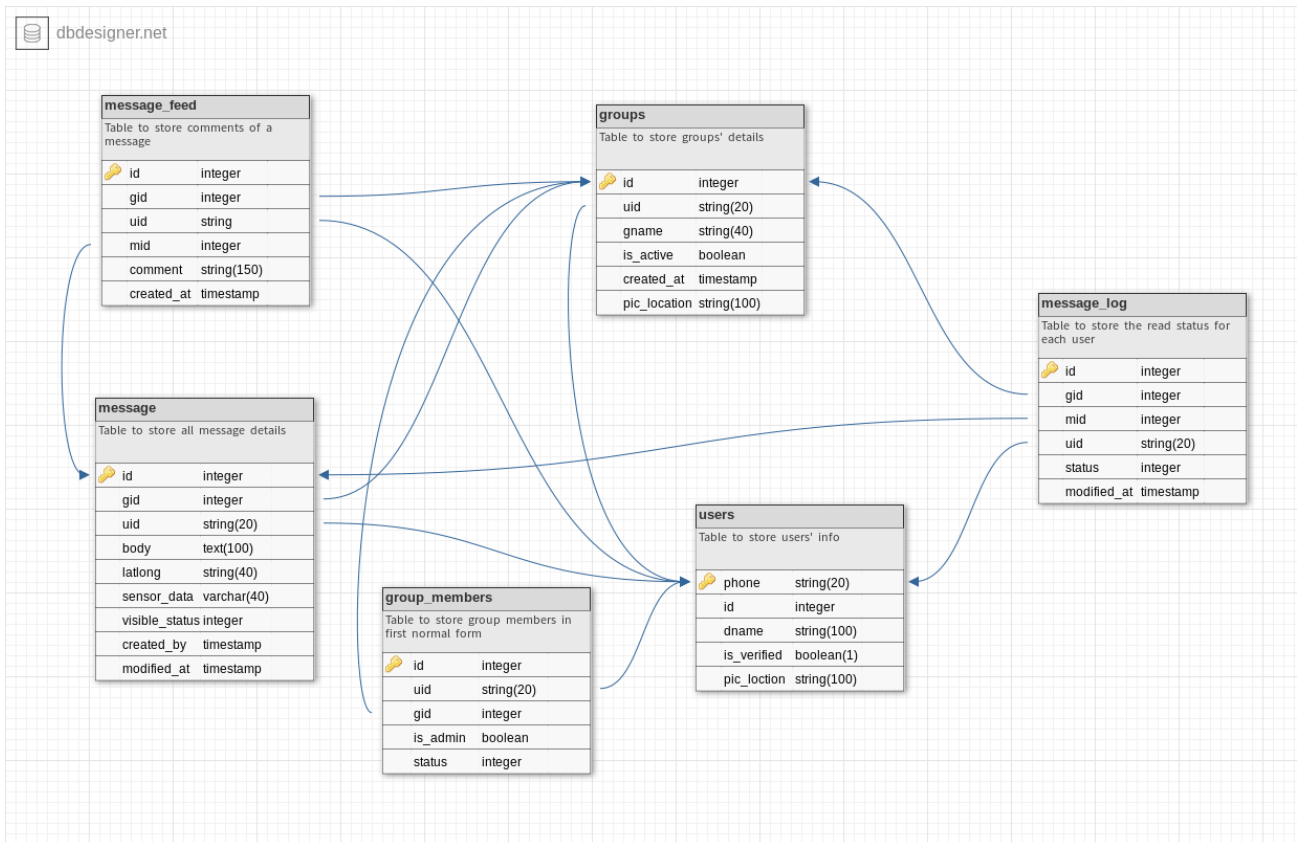 dbdesigner.net
message_feed
Table to store comments of a
message
id integer
gid integer
uid string
mid integer
comment string(150)
created_at timestamp
groups
Table to store groups' details
id integer
uid string(20)
gname string(40)
is_active boolean
created_at timestamp
pic_location string(100)
message_log
Table to store the read status for
each user
id integer
gid integer
mid integer
uid string(20)
status integer
modified_at timestamp
message
Table to store all message details
id integer
gid integer
uid string(20)
body text(100)
latlong string(40)
sensor_data varchar(40)
visible_status integer
created_by timestamp
modified_at timestamp
users
Table to store users' info
phone string(20)
id integer
dname string(100)
is_verified boolean(1)
pic_loction string(100)
group_members
Table to store group members in
first normal form
id integer
uid string(20)
gid integer
is_admin boolean
status integer